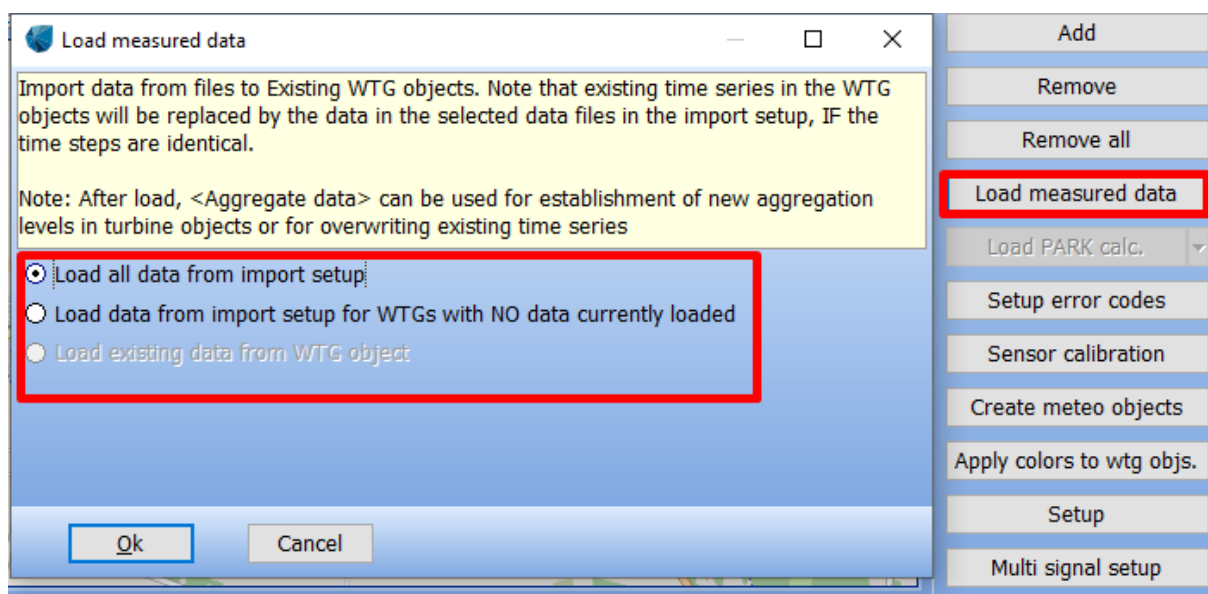 Load measured data
Import data from files to Existing WTG objects. Note that existing time series in the WTG
objects will be replaced by the data in the selected data files in the import setup, IF the
time steps are identical.
Note: After load, <Aggregate data> can be used for establishment of new aggregation
levels in turbine objects or for overwriting existing time series
Load all data from import setup
Load data from import setup for WTGs with NO data currently loaded
Load existing data from WTG object
Ok
Cancel
Add
Remove
Remove all
Load measured data
Load PARK calc.
Setup error codes
Sensor calibration
Create meteo objects
Apply colors to wtg objs.
Setup
Multi signal setup